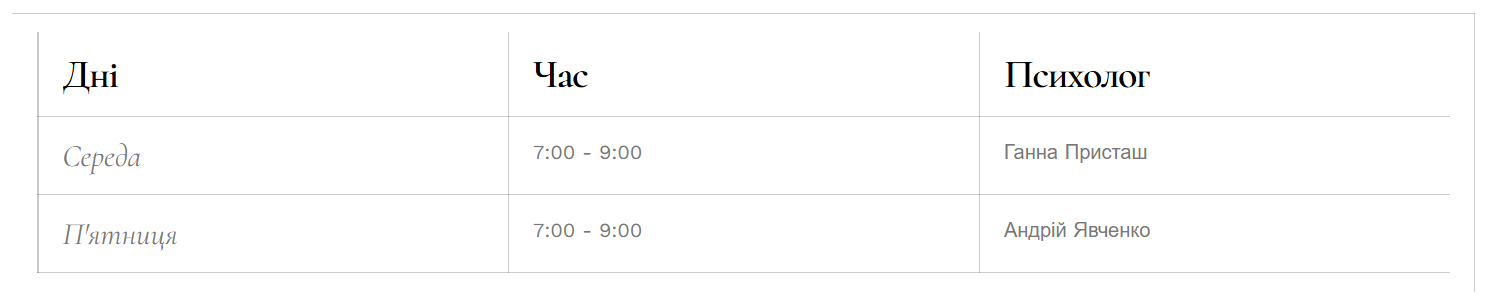 Дні Час Психолог
Середа 7:00 - 9:00 Ганна Присташ
П'ятниця 7:00 - 9:00 Андрій Явченко